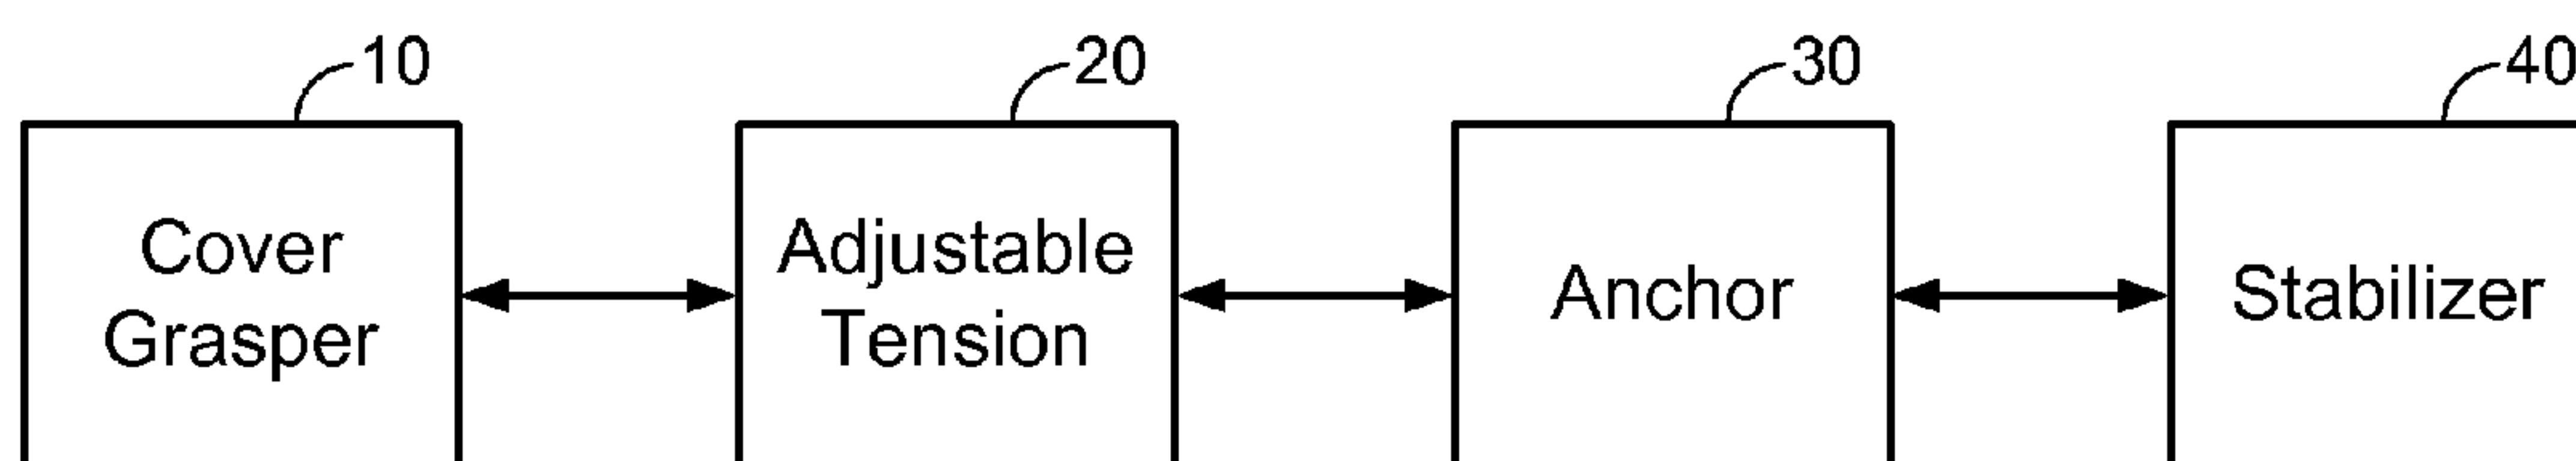 10
20
30
40
Cover
Grasper
Adjustable
Tension
Anchor
Stabilizer